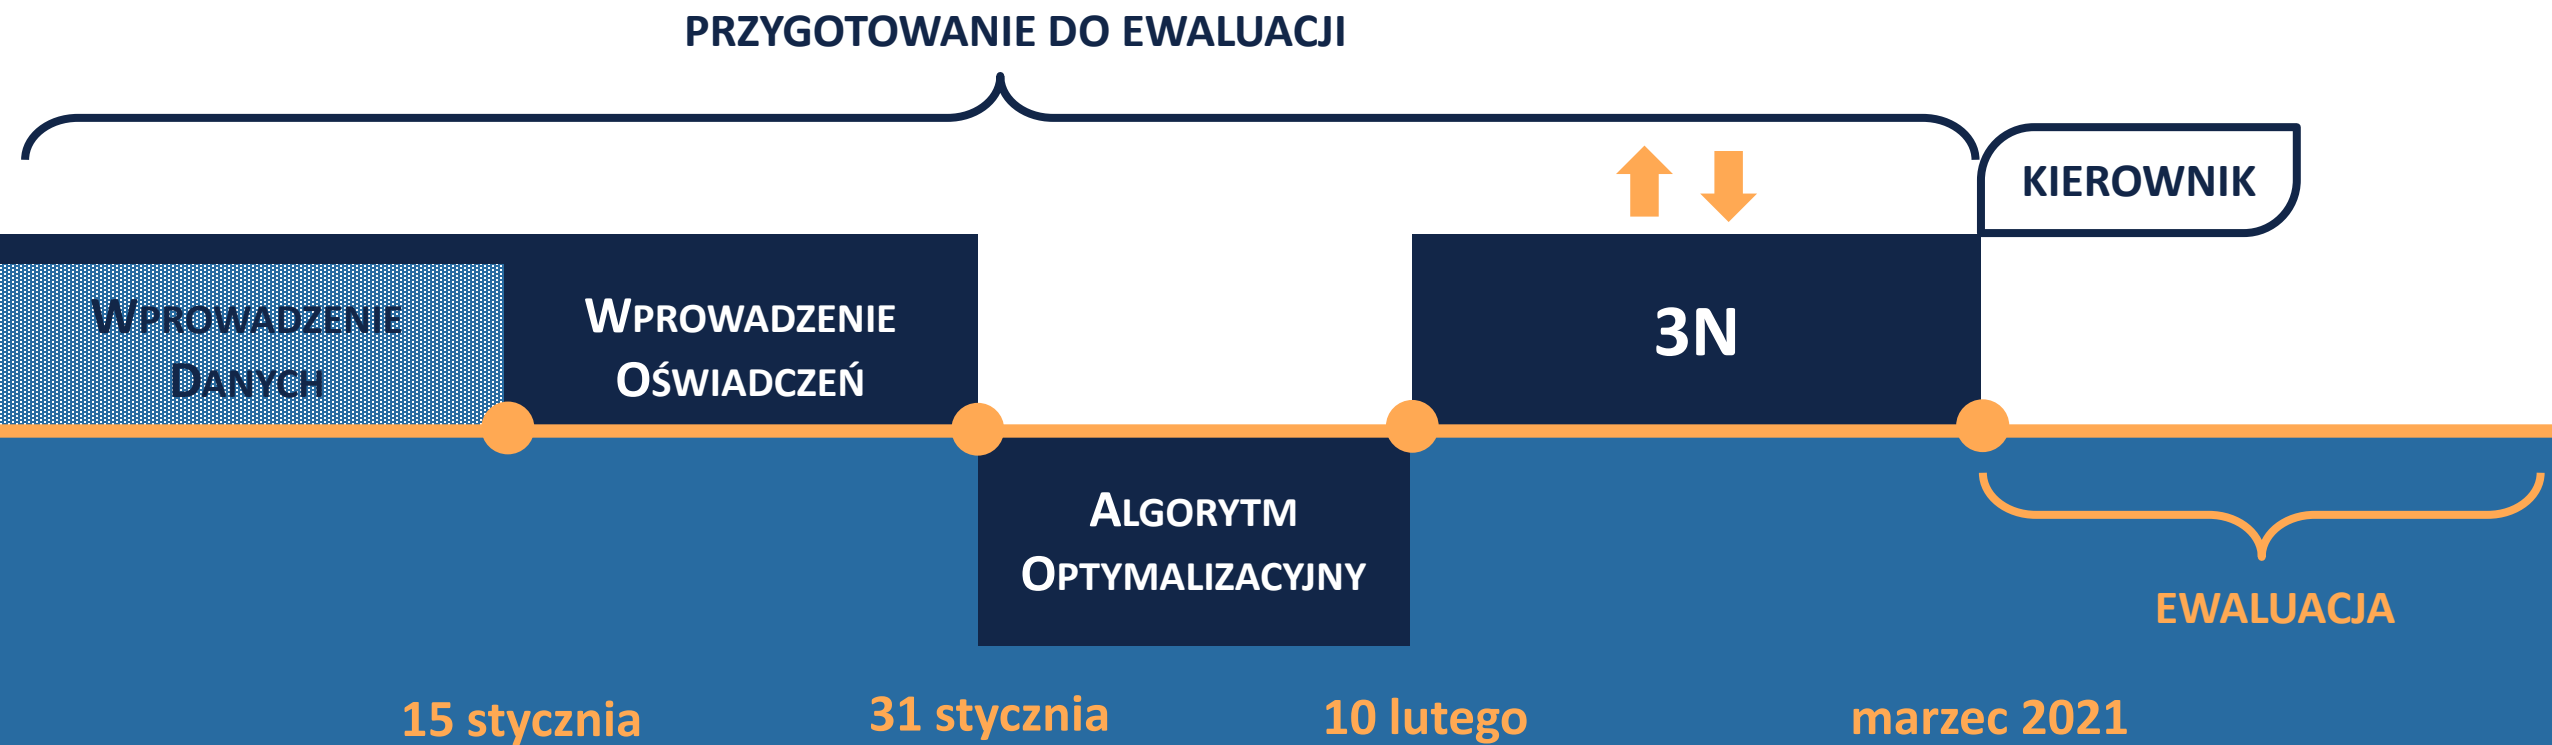 PRZYGOTOWANIE DO EWALUACJI
KIEROWNIK
WPROWADZENIE
DANYCH
WPROWADZENIE
OŚWIADCZEŃ
3N
ALGORYTM
OPTYMALIZACYJNY
EWALUACJA
15 stycznia
31 stycznia
10 lutego
marzec 2021